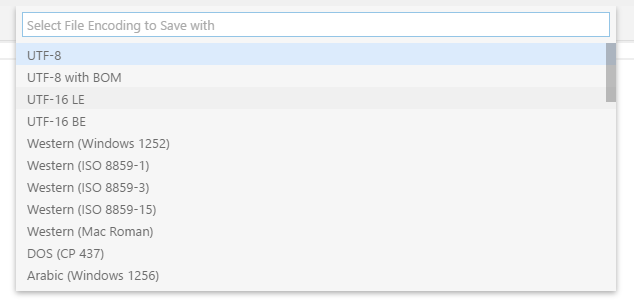 Select File Encoding to Save with
UTF-8
UTF-8 with BOM
UTF-16 LE
UTF-16 BE
Western (Windows 1252)
Western (ISO 8859-1)
Western (ISO 8859-3)
Western (ISO 8859-15)
Western (Mac Roman)
DOS (CP 437)
Arabic (Windows 1256)